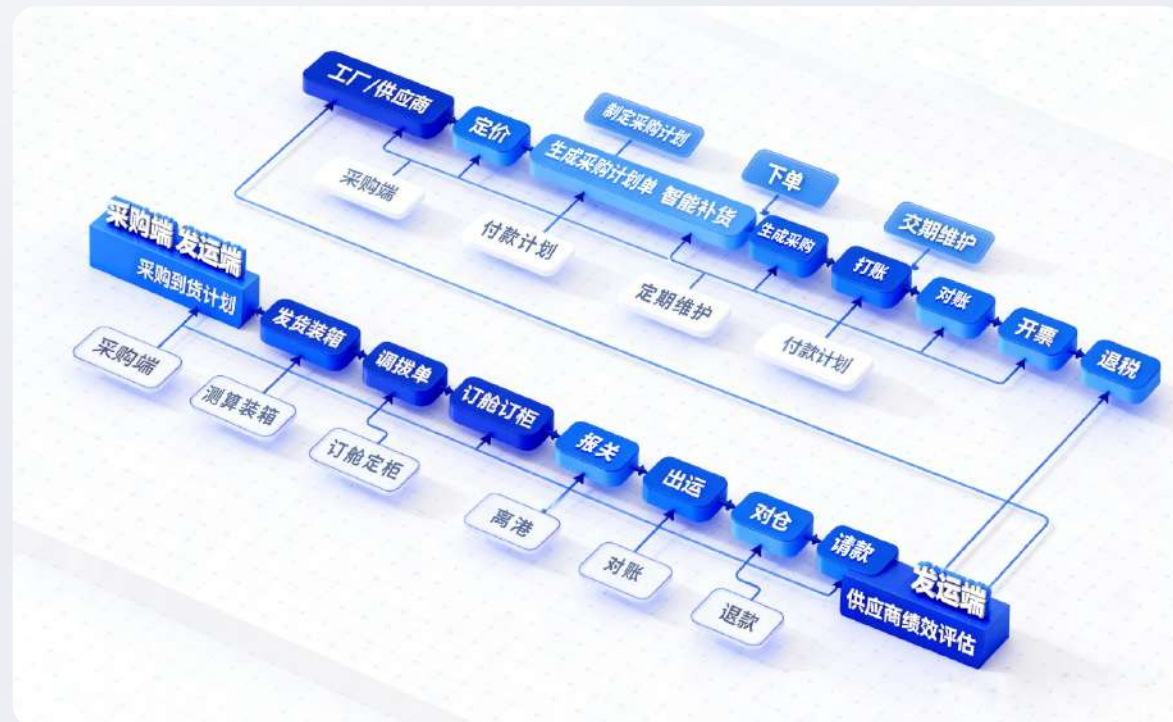 工厂/供应商
定价
制定采购计划
生成采购计划单 智能补货
下单
采购端
付款计划
生成采购
交期维护
打账
定期维护
对账
付款计划
开票
退税
采购端 发运端
采购到货计划
发货装箱
采购端
调拨单
测算装箱
订舱订柜
订舱定柜
报关
离港
出运
对账
对仓
退款
请款
发运端
供应商绩效评估